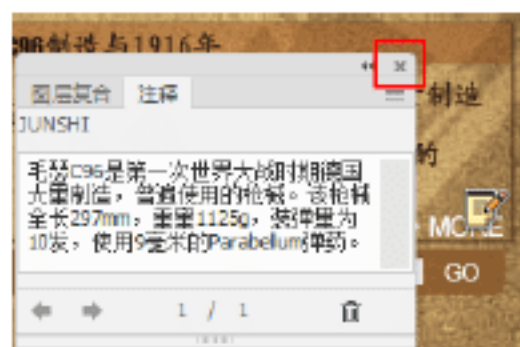 C96制造与1916年
图层复合 注释
制造
JUNSHI
的
毛瑟C96是第一次世界大战时期德国
大量制造，普遍使用的枪械。该枪械
全长297mm，重量1125g，装弹量为
10发，使用9毫米的Parabellum弹药。
MORE
GO
1 / 1